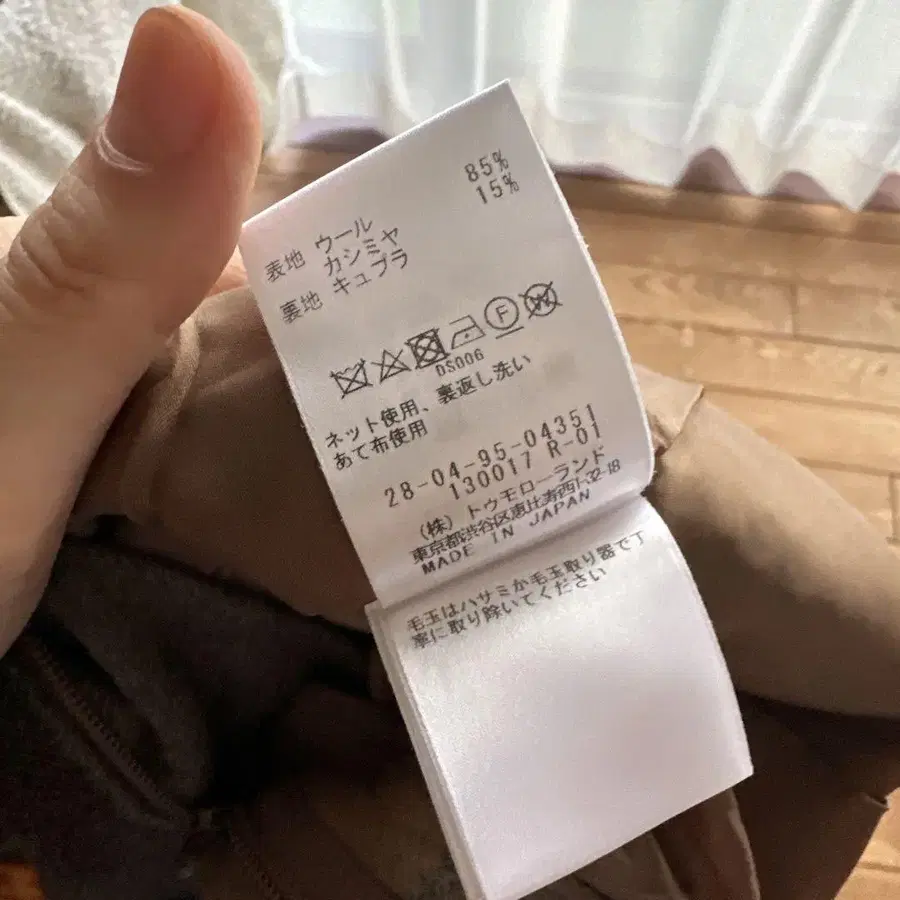 表地 ウール 85%
カシミヤ 15%
裏地 キュプラ
F W
DS006
ネット使用、裏返し洗い
あて布使用
28-04-95-04351
130017 R-01
(株) トゥモローランド
東京都渋谷区恵比寿西1-32-18
MADE IN JAPAN
毛玉はハサミか毛玉取り器で丁
寧に取り除いてください